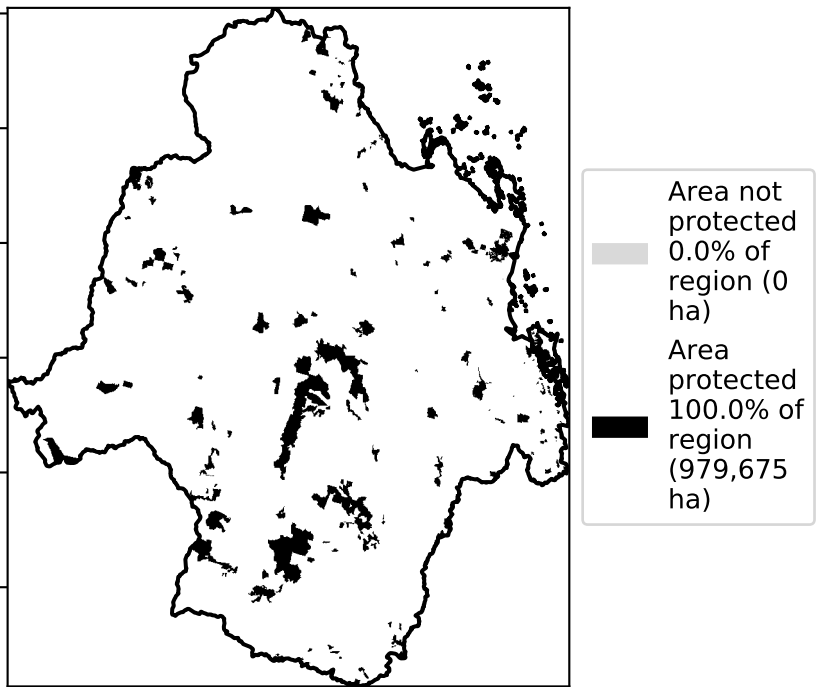 Area not
protected
0.0% of
region (0
ha)
Area
protected
100.0% of
region
(979,675
ha)